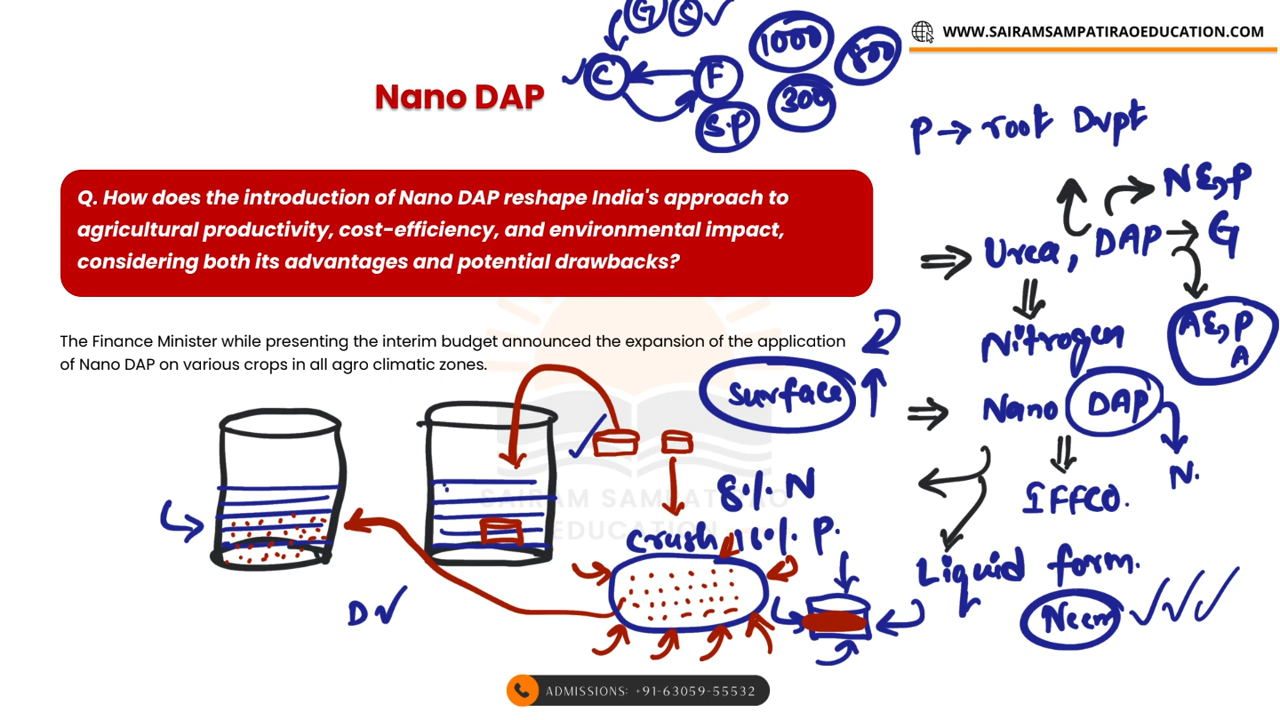 WWW.SAIRAMSAMPATIRAOEDUCATION.COM
G S
1000
800
C
F
300
S.P
Nano DAP
P → root Dvpt
Q. How does the introduction of Nano DAP reshape India's approach to
agricultural productivity, cost-efficiency, and environmental impact,
considering both its advantages and potential drawbacks?
N&P
Urea, DAP → G
Nitrogen
A&P
A
The Finance Minister while presenting the interim budget announced the expansion of the application
of Nano DAP on various crops in all agro climatic zones.
Surface
Nano DAP
N.
IFFCO.
SAIRAM SAMPATIRAO
EDUCATION
8% N
Crush 16% P.
Liquid form.
Neem
D
ADMISSIONS: +91-63059-55532